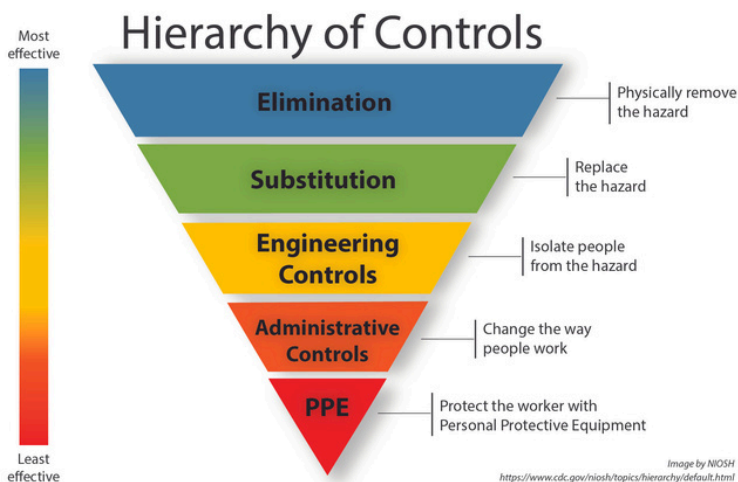 Hierarchy of Controls
Most
effective
Elimination
Physically remove
the hazard
Substitution
Replace
the hazard
Engineering
Controls
Isolate people
from the hazard
Administrative
Controls
Change the way
people work
PPE
Protect the worker with
Personal Protective Equipment
Least
effective
Image by NIOSH
https://www.cdc.gov/niosh/topics/hierarchy/default.html